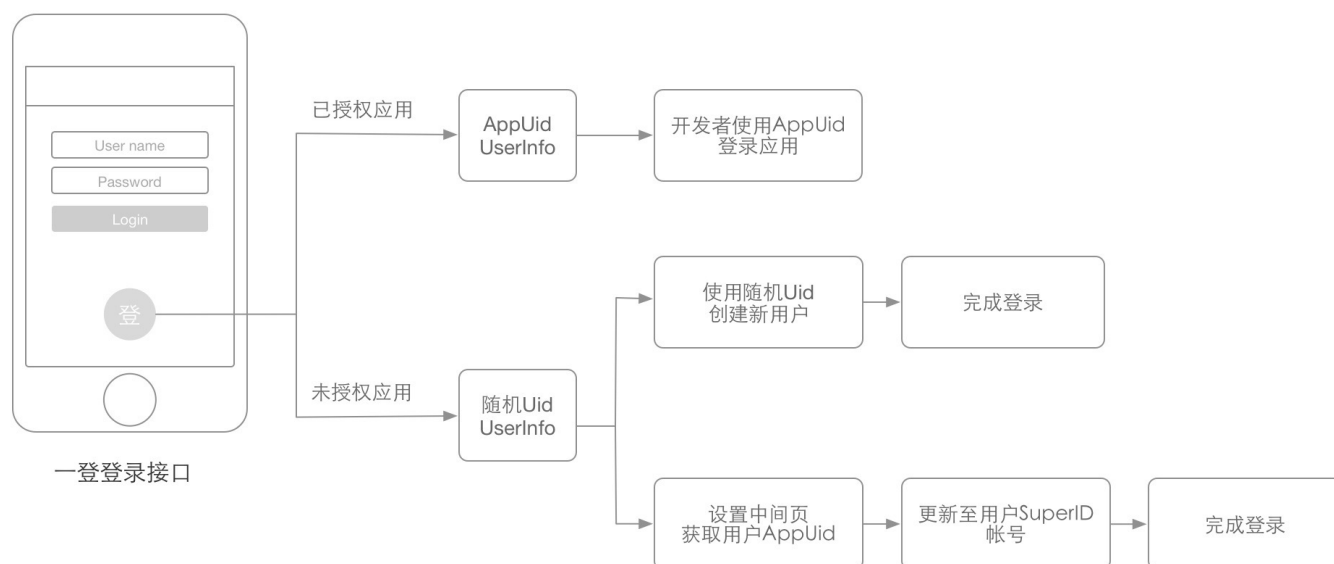 User name
Password
Login
登
一登登录接口
已授权应用
AppUid
UserInfo
开发者使用AppUid
登录应用
未授权应用
随机Uid
UserInfo
使用随机Uid
创建新用户
完成登录
设置中间页
获取用户AppUid
更新至用户SuperID
帐号
完成登录